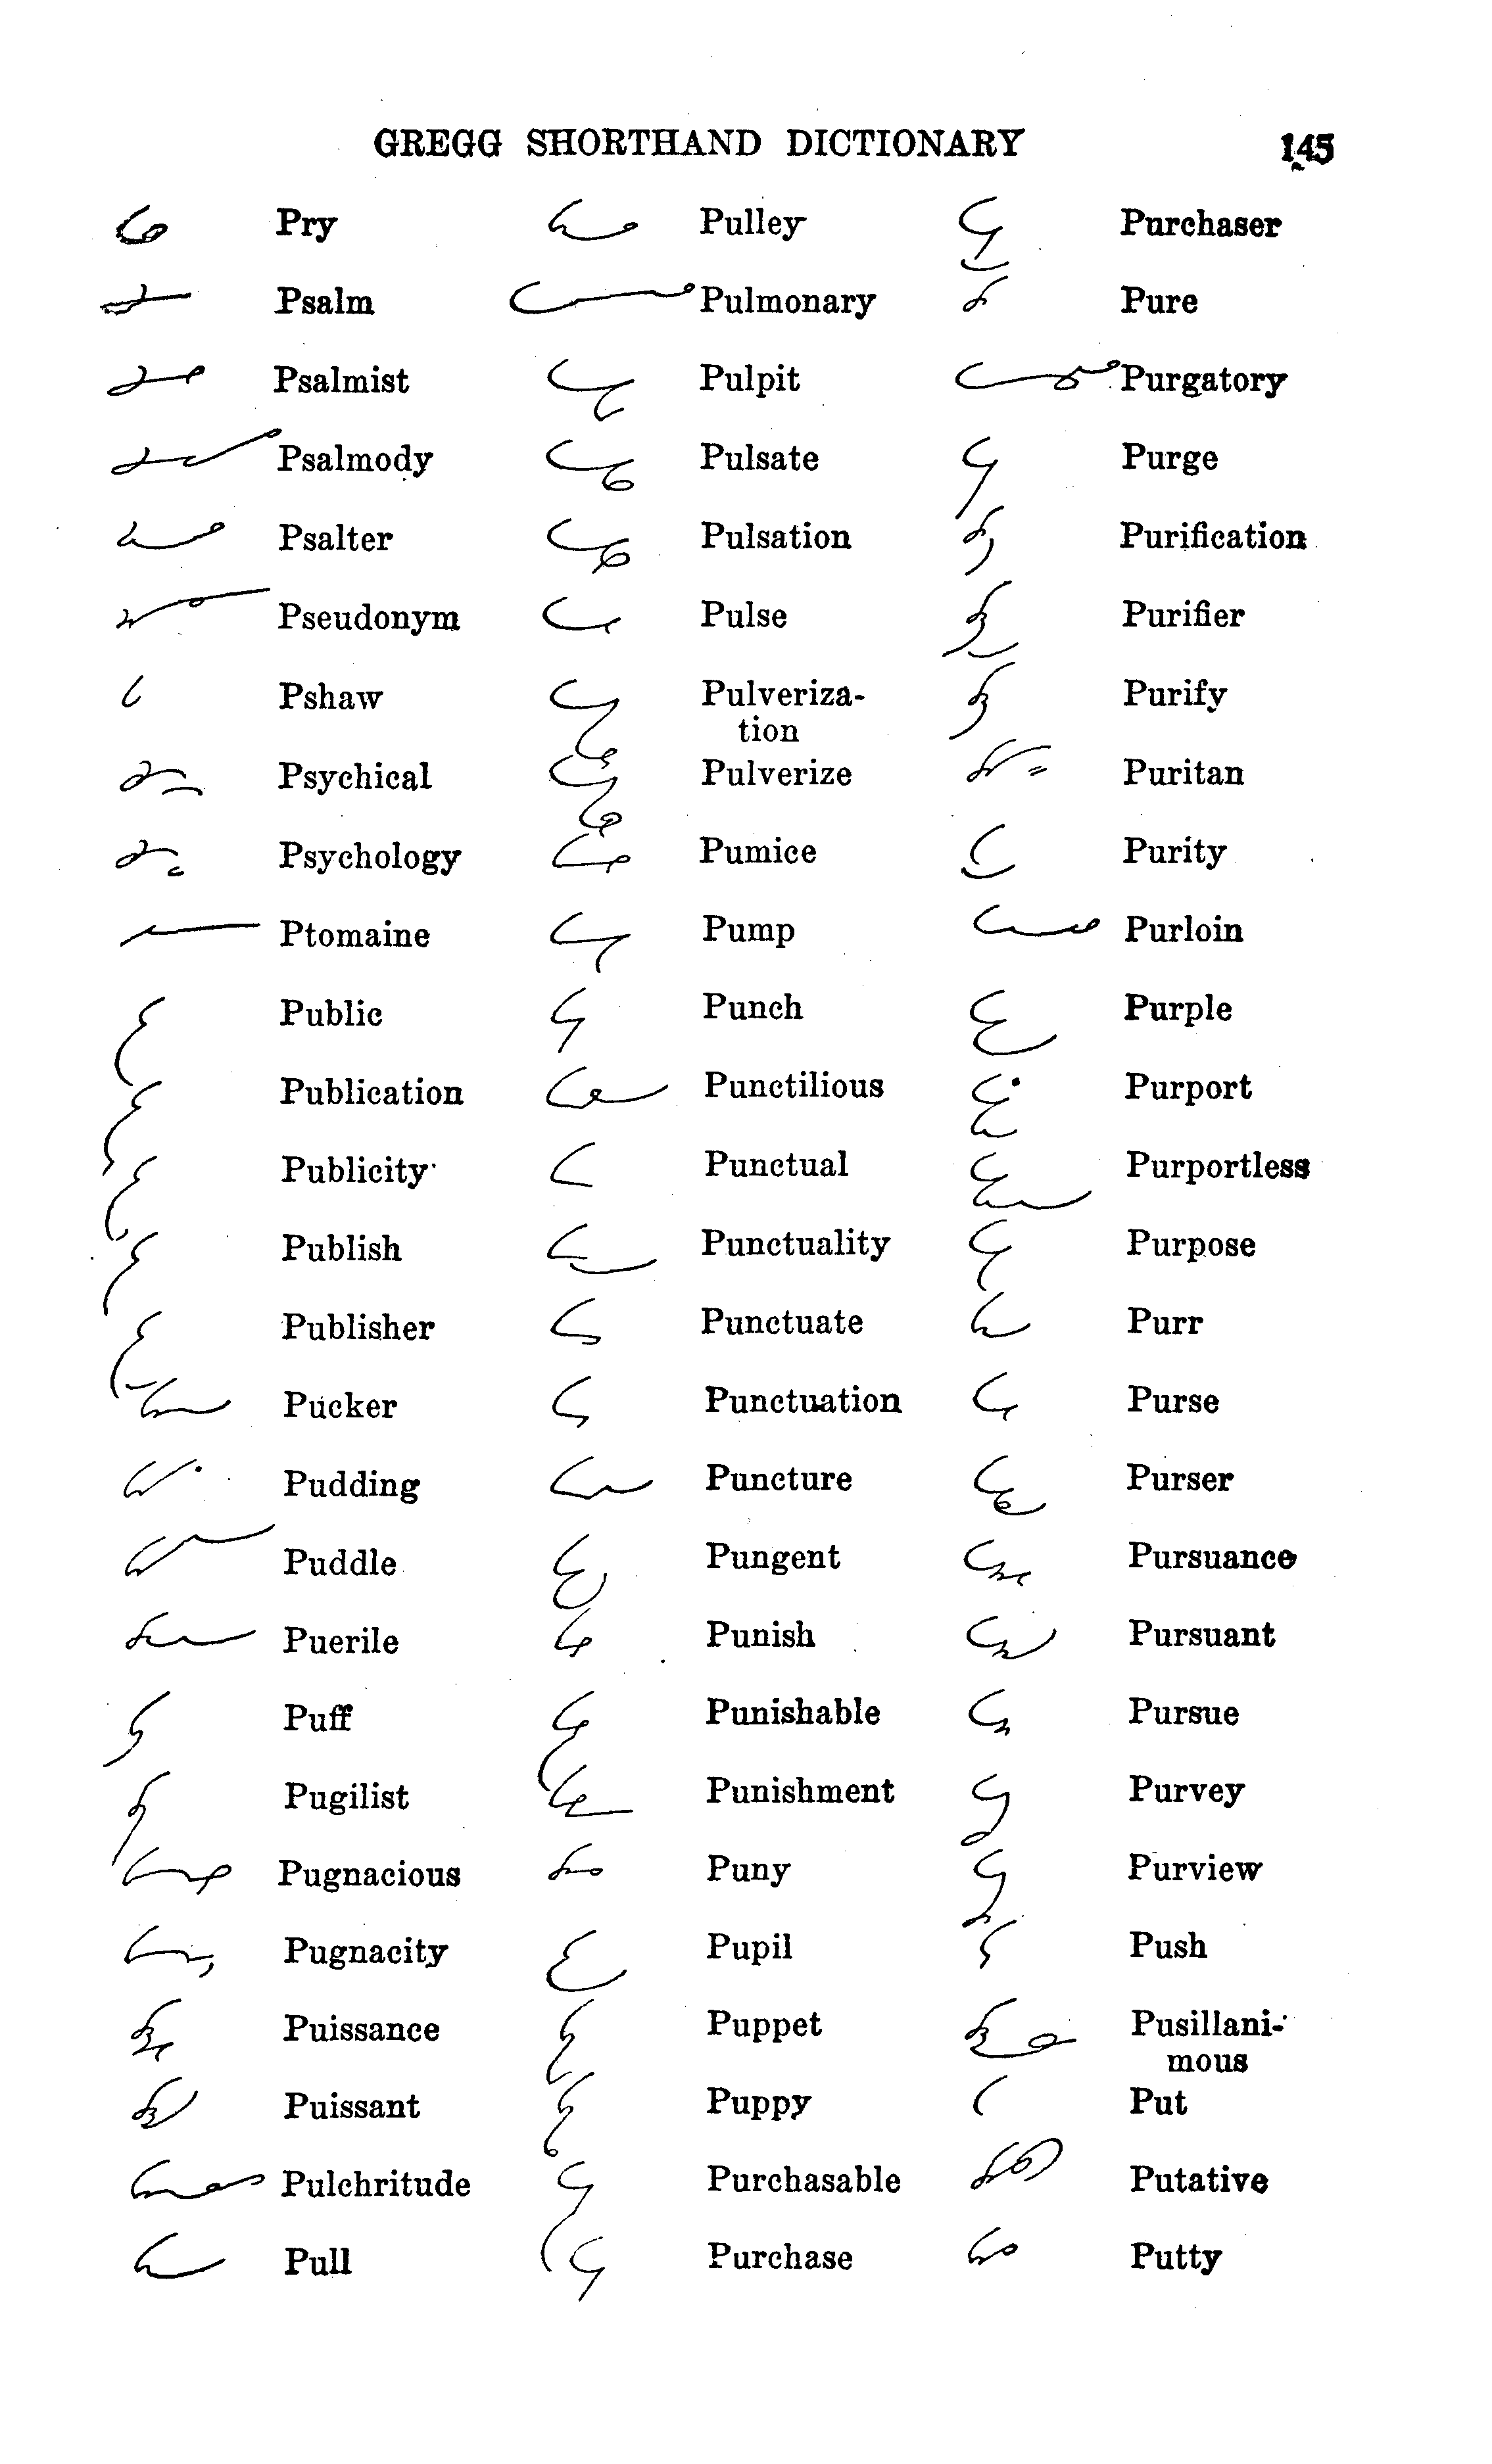 GREGG SHORTHAND DICTIONARY 145
Pry
Psalm
Psalmist
Psalmody
Psalter
Pseudonym
Pshaw
Psychical
Psychology
Ptomaine
Public
Publication
Publicity
Publish
Publisher
Pucker
Pudding
Puddle
Puerile
Puff
Pugilist
Pugnacious
Pugnacity
Puissance
Puissant
Pulchritude
Pull
Pulley
Pulmonary
Pulpit
Pulsate
Pulsation
Pulse
Pulveriza-
tion
Pulverize
Pumice
Pump
Punch
Punctilious
Punctual
Punctuality
Punctuate
Punctuation
Puncture
Pungent
Punish
Punishable
Punishment
Puny
Pupil
Puppet
Puppy
Purchasable
Purchase
Purchaser
Pure
Purgatory
Purge
Purification
Purifier
Purify
Puritan
Purity
Purloin
Purple
Purport
Purportless
Purpose
Purr
Purse
Purser
Pursuance
Pursuant
Pursue
Purvey
Purview
Push
Pusillani-
mous
Put
Putative
Putty